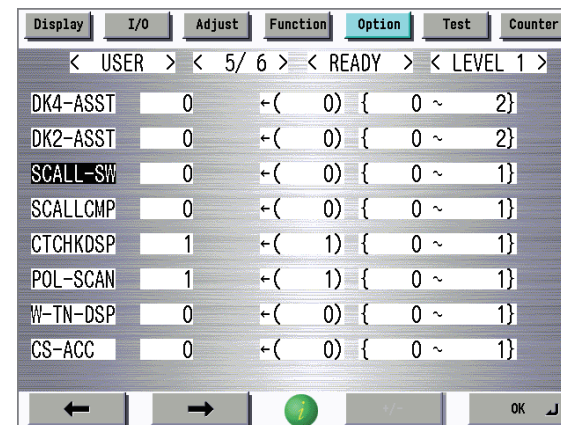 Display I/O Adjust Function Option Test Counter
< USER > < 5/ 6 > < READY > < LEVEL 1 >
DK4-ASST 0 ←( 0) { 0 ~ 2}
DK2-ASST 0 ←( 0) { 0 ~ 2}
SCALL-SW 0 ←( 0) { 0 ~ 1}
SCALLCMP 0 ←( 0) { 0 ~ 1}
CTCHKDSP 1 ←( 1) { 0 ~ 1}
POL-SCAN 1 ←( 1) { 0 ~ 1}
W-TN-DSP 0 ←( 0) { 0 ~ 1}
CS-ACC 0 ←( 0) { 0 ~ 1}
← → i +/- OK ↵